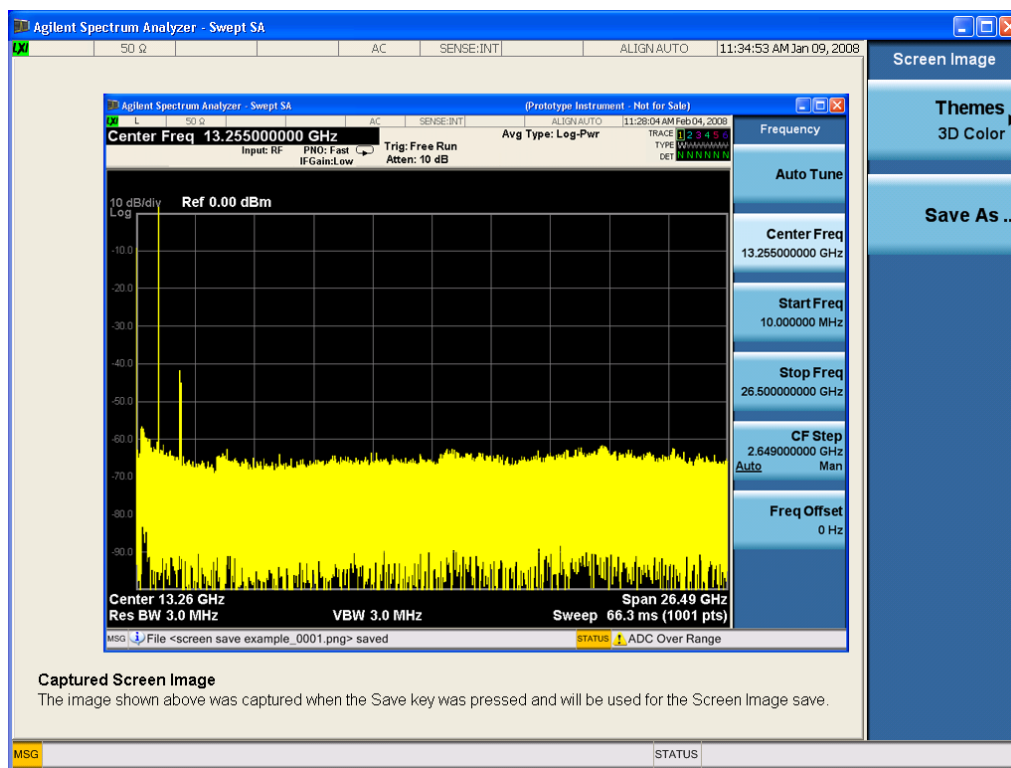 Agilent Spectrum Analyzer - Swept SA
LXI 50 Ω AC SENSE:INT ALIGNAUTO 11:34:53 AM Jan 09, 2008
Screen Image
Themes
3D Color
Save As ..
Agilent Spectrum Analyzer - Swept SA (Prototype Instrument - Not for Sale)
LXI L 50 Ω AC SENSE:INT ALIGNAUTO 11:28:04 AM Feb 04, 2008
Center Freq 13.255000000 GHz
Input: RF PNO: Fast IFGain:Low
Trig: Free Run
Atten: 10 dB
Avg Type: Log-Pwr
TRACE 1 2 3 4 5 6
TYPE
DET N N N N N N
10 dB/div Ref 0.00 dBm
Log
-10.0
-20.0
-30.0
-40.0
-50.0
-60.0
-70.0
-80.0
-90.0
Center 13.26 GHz Span 26.49 GHz
Res BW 3.0 MHz VBW 3.0 MHz Sweep 66.3 ms (1001 pts)
MSG File <screen save example_0001.png> saved STATUS ADC Over Range
Frequency
Auto Tune
Center Freq
13.255000000 GHz
Start Freq
10.000000 MHz
Stop Freq
26.500000000 GHz
CF Step
2.649000000 GHz
Auto Man
Freq Offset
0 Hz
Captured Screen Image
The image shown above was captured when the Save key was pressed and will be used for the Screen Image save.
MSG STATUS